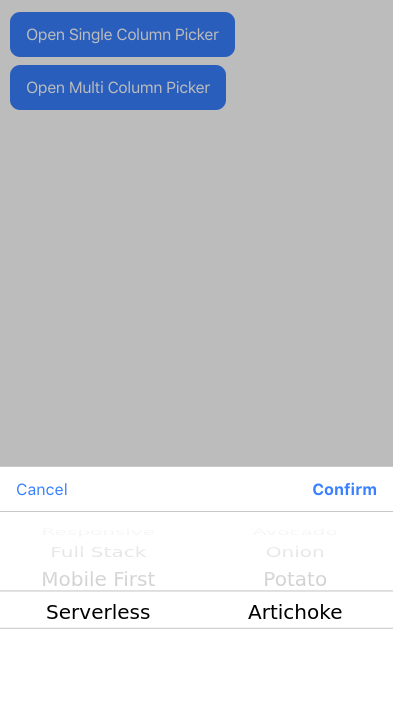 Open Single Column Picker
Open Multi Column Picker
Cancel Confirm
Responsive Avocado
Full Stack Onion
Mobile First Potato
Serverless Artichoke